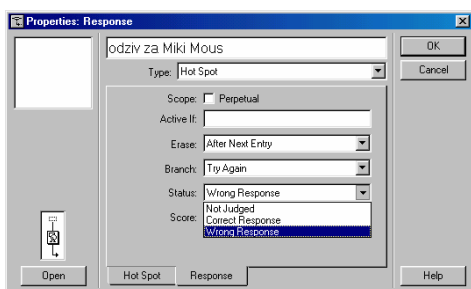 Properties: Response
odziv za Miki Mous
OK
Type: Hot Spot
Cancel
Scope: Perpetual
Active If:
Erase: After Next Entry
Branch: Try Again
Status: Wrong Response
Not Judged
Score: Correct Response
Wrong Response
Open
Hot Spot
Response
Help